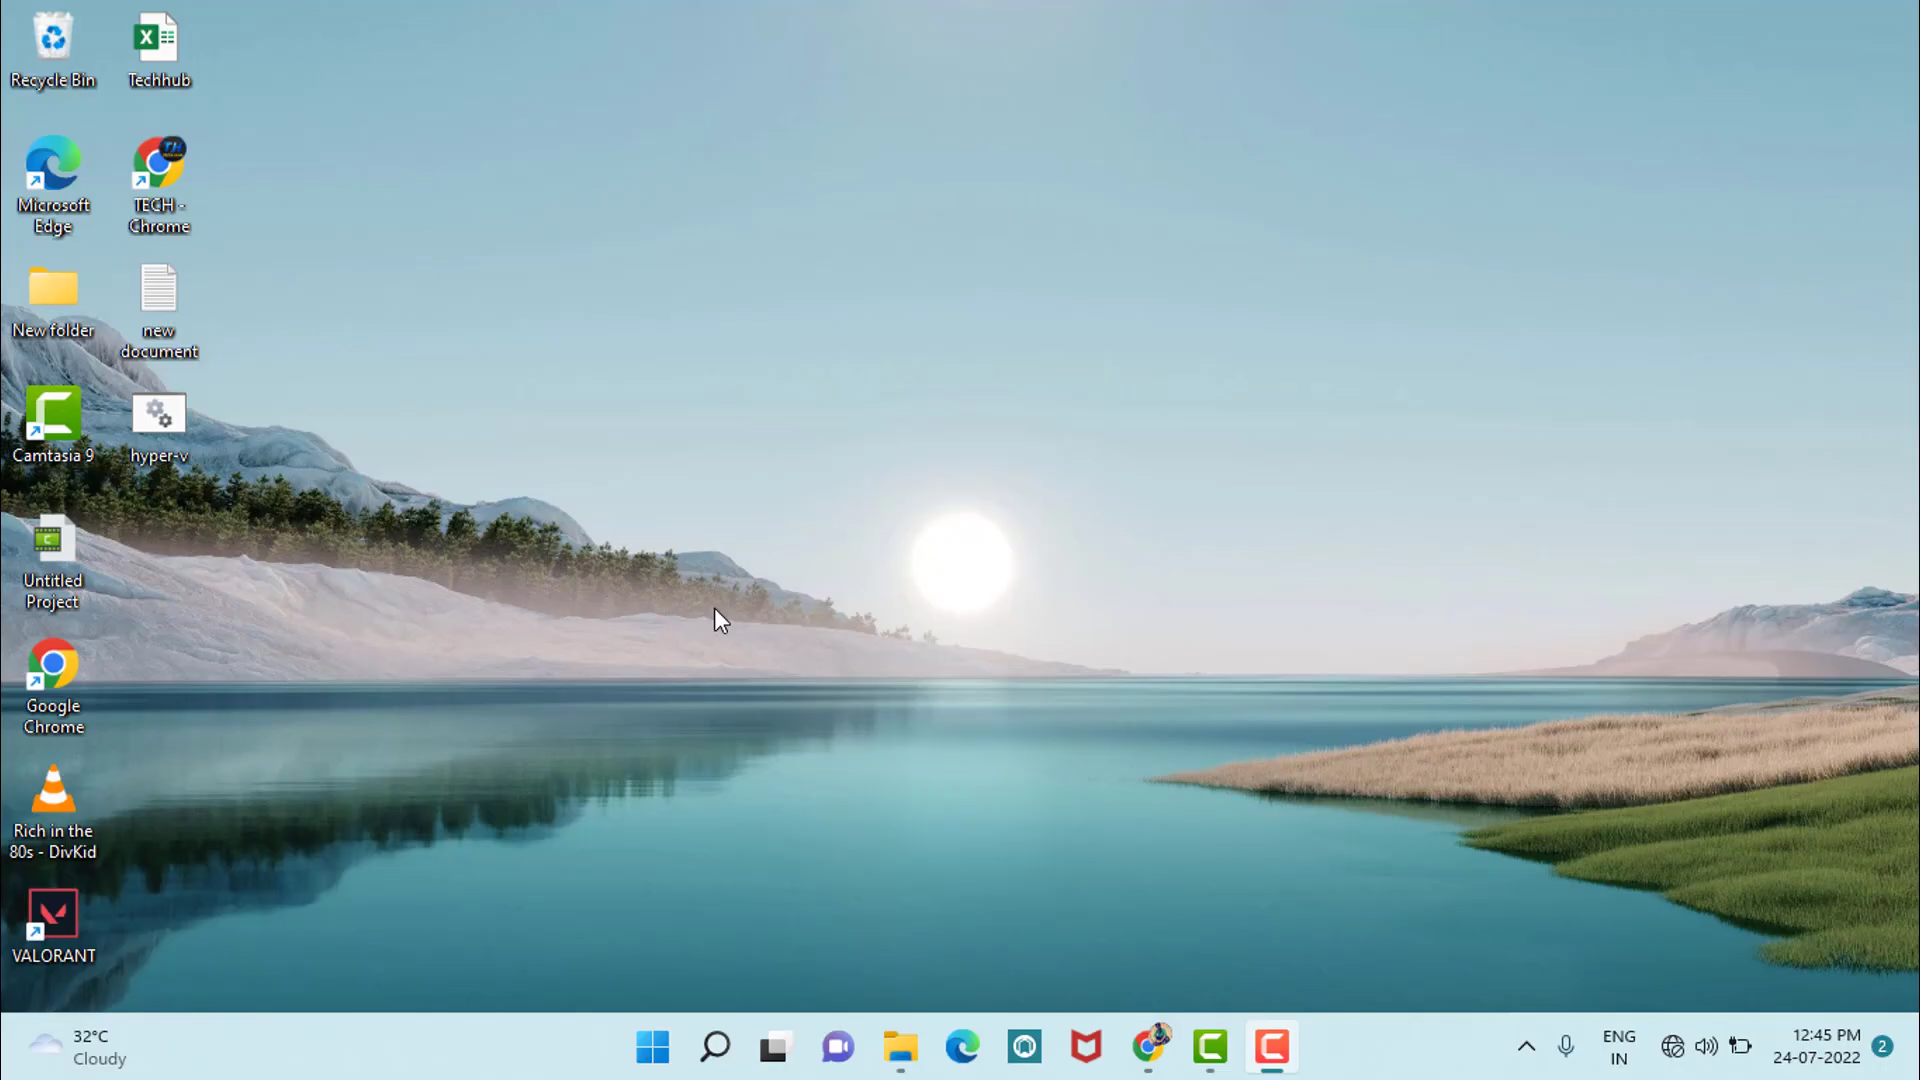 Recycle Bin
Techhub
Microsoft
Edge
TECH -
Chrome
New folder
new
document
Camtasia 9
hyper-v
Untitled
Project
Google
Chrome
Rich in the
80s - DivKid
VALORANT
32°C
Cloudy
ENG
IN
12:45 PM
24-07-2022
2